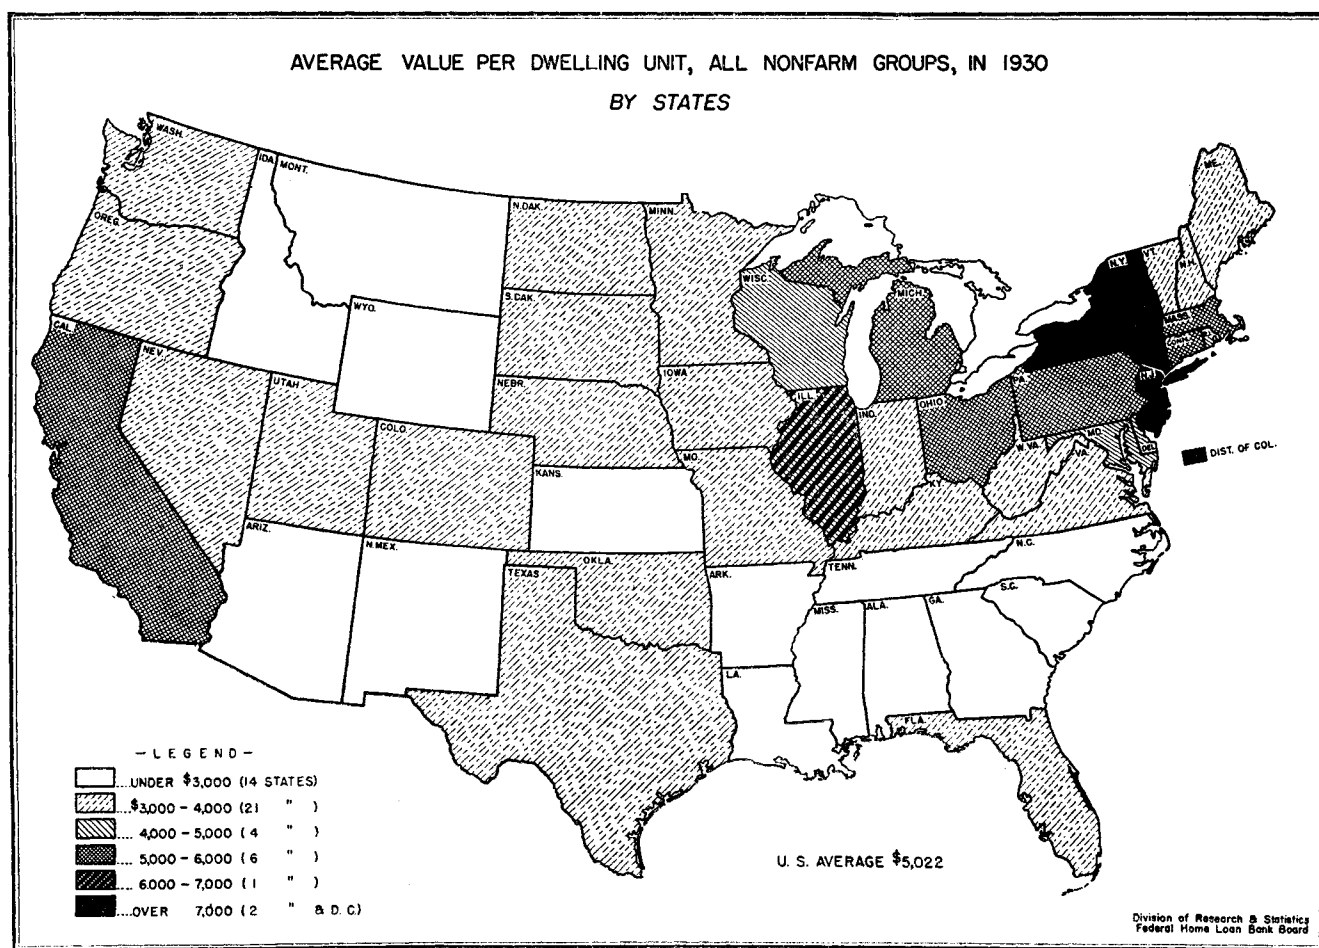 AVERAGE VALUE PER DWELLING UNIT, ALL NONFARM GROUPS, IN 1930
BY STATES
WASH.
IDA.
MONT.
OREG.
N.DAK.
MINN.
ME.
N.Y.
VT.
N.H.
WISC.
MICH.
S.DAK.
WYO.
MASS.
CONN.
R.I.
CAL.
NEV.
UTAH
NEBR.
IOWA
ILL.
IND.
OHIO
PA.
N.J.
COLO.
KANS.
MO.
KY.
W.VA.
VA.
MD.
DEL.
DIST. OF COL.
ARIZ.
N.MEX.
TEXAS
OKLA.
ARK.
TENN.
N.C.
S.C.
MISS.
ALA.
GA.
LA.
FLA.
— L E G E N D —
....UNDER $3,000 (14 STATES)
....$3,000 – 4,000 (21 " )
.... 4,000 – 5,000 ( 4 " )
.... 5,000 – 6,000 ( 6 " )
.... 6,000 – 7,000 ( 1 " )
....OVER 7,000 ( 2 " & D.C.)
U. S. AVERAGE $5,022
Division of Research & Statistics
Federal Home Loan Bank Board